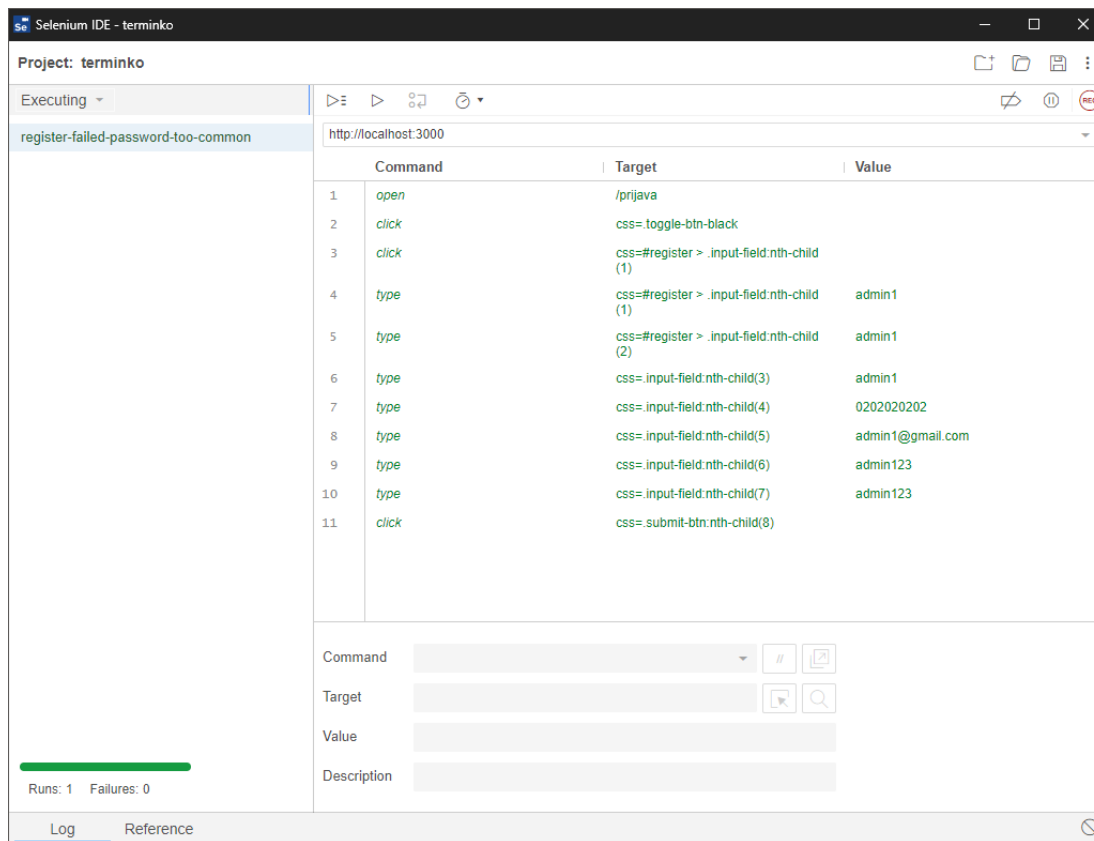 Selenium IDE - terminko
Project: terminko
Executing
register-failed-password-too-common
http://localhost:3000
Command Target Value
1 open /prijava
2 click css=.toggle-btn-black
3 click css=#register > .input-field:nth-child
(1)
4 type css=#register > .input-field:nth-child admin1
(1)
5 type css=#register > .input-field:nth-child admin1
(2)
6 type css=.input-field:nth-child(3) admin1
7 type css=.input-field:nth-child(4) 0202020202
8 type css=.input-field:nth-child(5) admin1@gmail.com
9 type css=.input-field:nth-child(6) admin123
10 type css=.input-field:nth-child(7) admin123
11 click css=.submit-btn:nth-child(8)
Command //
Target
Value
Description
Runs: 1 Failures: 0
Log Reference